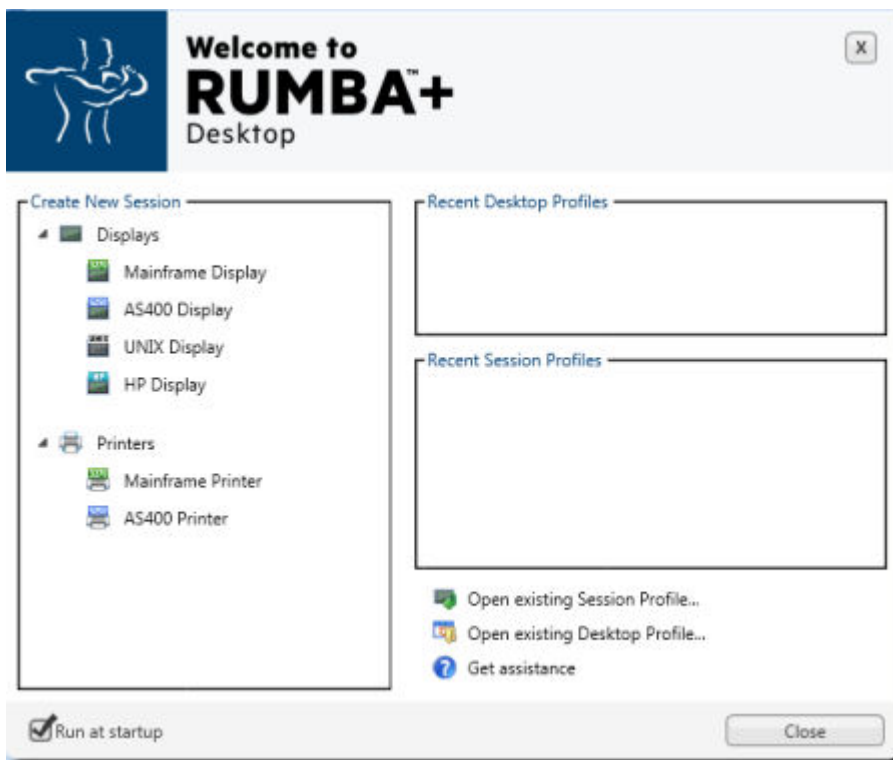 Welcome to
RUMBA™+
Desktop
X
Create New Session
Displays
Mainframe Display
AS400 Display
UNIX Display
HP Display
Printers
Mainframe Printer
AS400 Printer
Recent Desktop Profiles
Recent Session Profiles
Open existing Session Profile...
Open existing Desktop Profile...
? Get assistance
Run at startup
Close